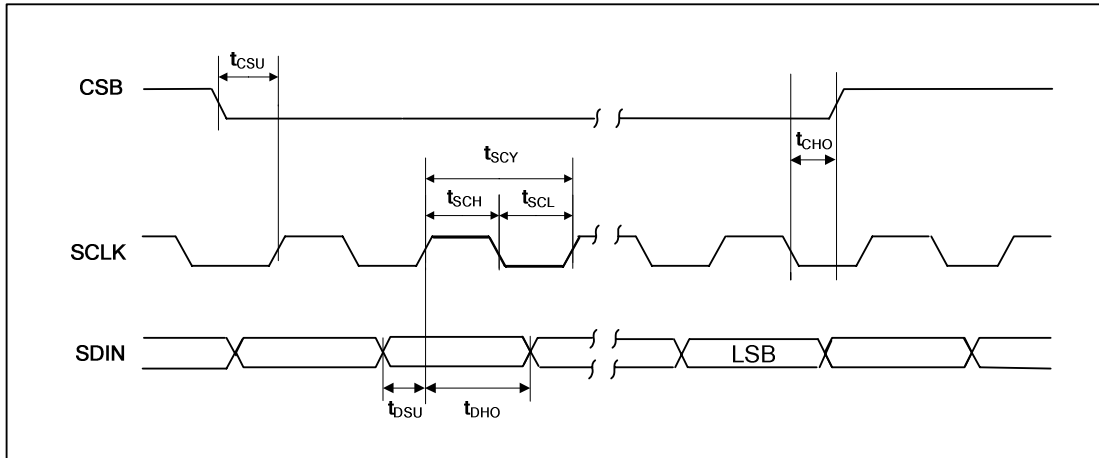 tCSU
CSB
tCHO
tSCY
tSCH tSCL
SCLK
SDIN
LSB
tDSU tDHO